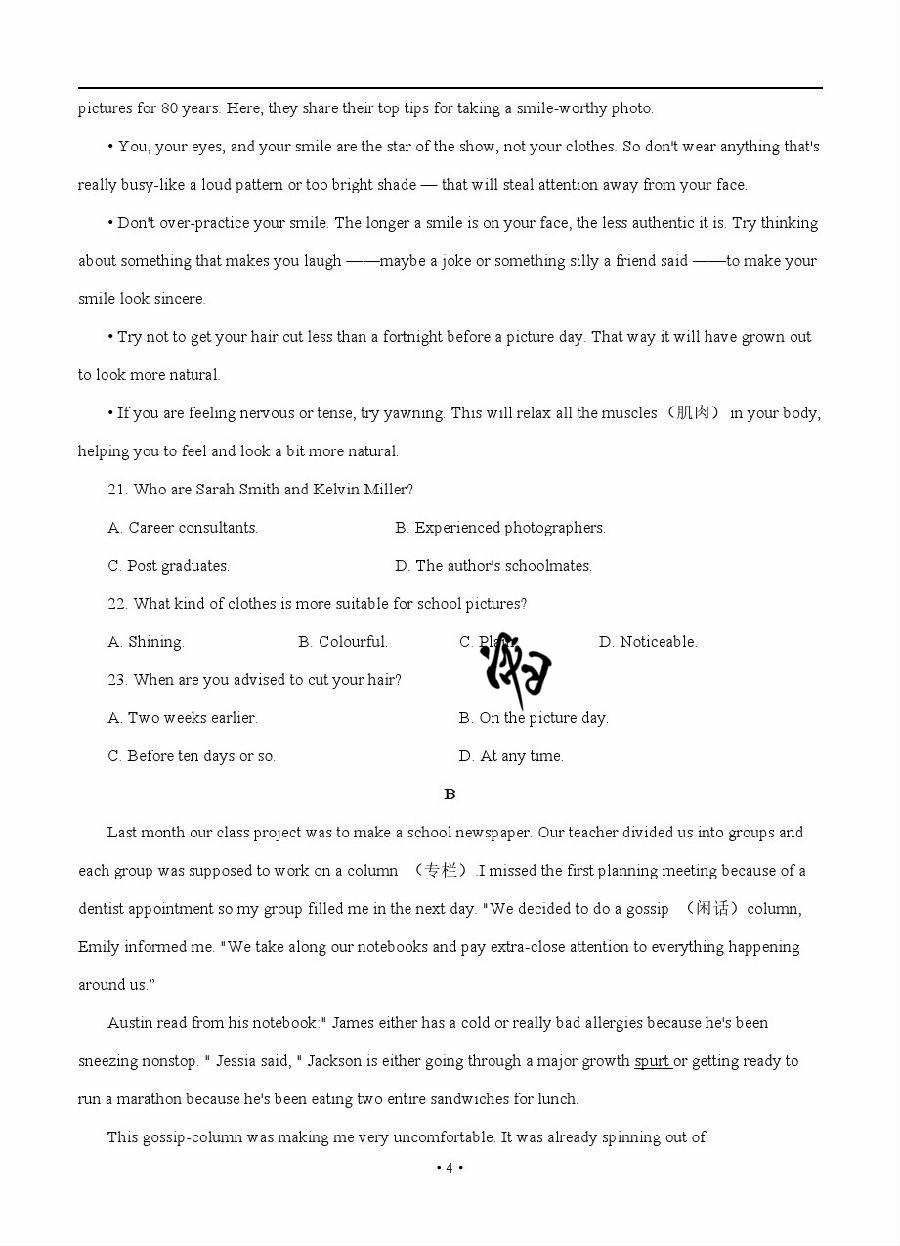 pictures for 80 years. Here, they share their top tips for taking a smile-worthy photo.
• You, your eyes, and your smile are the star of the show, not your clothes. So don't wear anything that's
really busy-like a loud pattern or too bright shade — that will steal attention away from your face.
• Don't over-practice your smile. The longer a smile is on your face, the less authentic it is. Try thinking
about something that makes you laugh ——maybe a joke or something silly a friend said ——to make your
smile look sincere.
• Try not to get your hair cut less than a fortnight before a picture day. That way it will have grown out
to look more natural.
• If you are feeling nervous or tense, try yawning. This will relax all the muscles（肌肉） in your body,
helping you to feel and look a bit more natural.
21. Who are Sarah Smith and Kelvin Miller?
A. Career consultants. B. Experienced photographers.
C. Post graduates. D. The author's schoolmates.
22. What kind of clothes is more suitable for school pictures?
A. Shining. B. Colourful. C. Plain. D. Noticeable.
23. When are you advised to cut your hair?
A. Two weeks earlier. B. On the picture day.
C. Before ten days or so. D. At any time.
B
Last month our class project was to make a school newspaper. Our teacher divided us into groups and
each group was supposed to work on a column （专栏）.I missed the first planning meeting because of a
dentist appointment so my group filled me in the next day. "We decided to do a gossip （闲话）column,
Emily informed me. "We take along our notebooks and pay extra-close attention to everything happening
around us."
Austin read from his notebook:" James either has a cold or really bad allergies because he's been
sneezing nonstop. " Jessia said, " Jackson is either going through a major growth spurt or getting ready to
run a marathon because he's been eating two entire sandwiches for lunch.
This gossip-column was making me very uncomfortable. It was already spinning out of
• 4 •